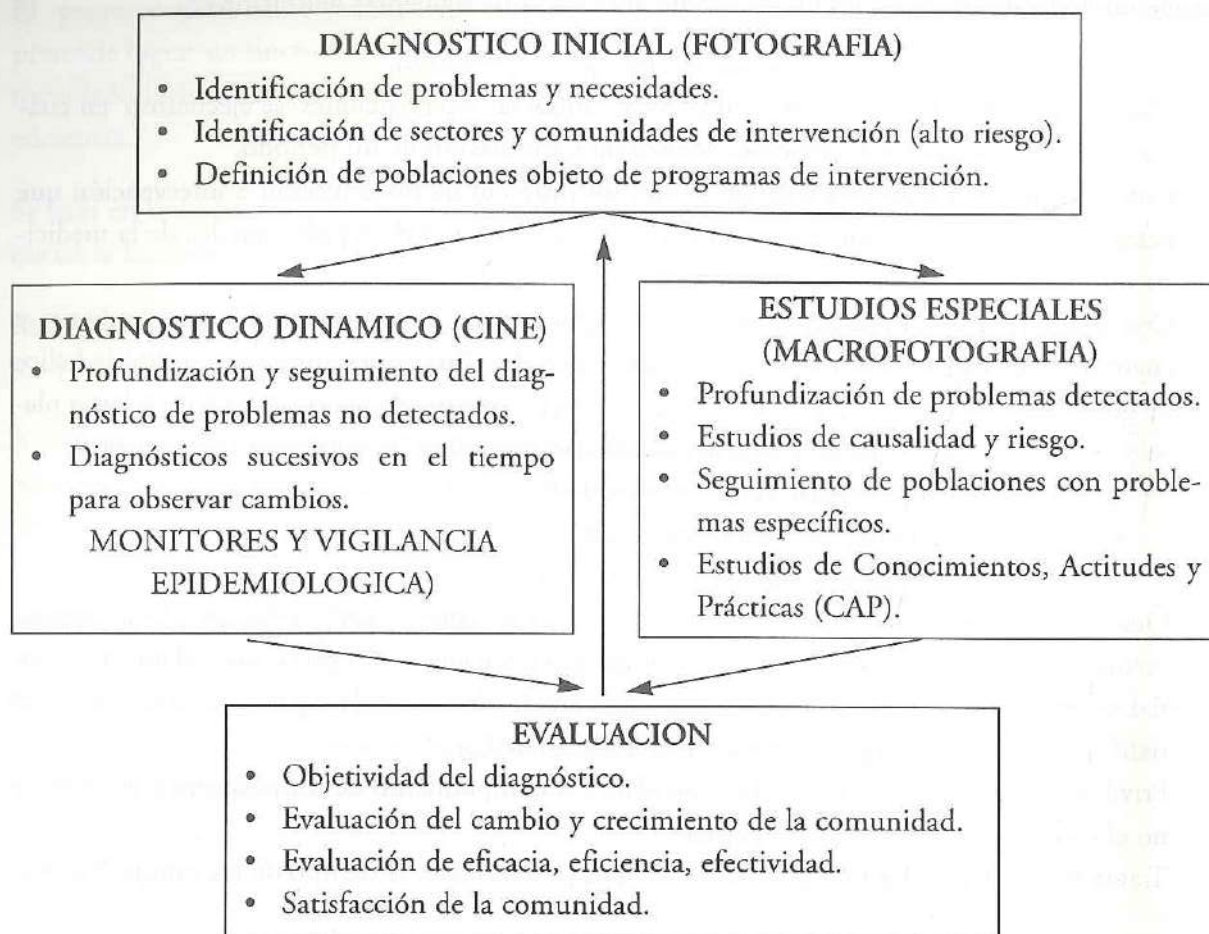 DIAGNOSTICO INICIAL (FOTOGRAFIA)
• Identificación de problemas y necesidades.
• Identificación de sectores y comunidades de intervención (alto riesgo).
• Definición de poblaciones objeto de programas de intervención.
DIAGNOSTICO DINAMICO (CINE)
• Profundización y seguimiento del diag-
nóstico de problemas no detectados.
• Diagnósticos sucesivos en el tiempo
para observar cambios.
MONITORES Y VIGILANCIA
EPIDEMIOLOGICA)
ESTUDIOS ESPECIALES
(MACROFOTOGRAFIA)
• Profundización de problemas detectados.
• Estudios de causalidad y riesgo.
• Seguimiento de poblaciones con proble-
mas específicos.
• Estudios de Conocimientos, Actitudes y
Prácticas (CAP).
EVALUACION
• Objetividad del diagnóstico.
• Evaluación del cambio y crecimiento de la comunidad.
• Evaluación de eficacia, eficiencia, efectividad.
• Satisfacción de la comunidad.